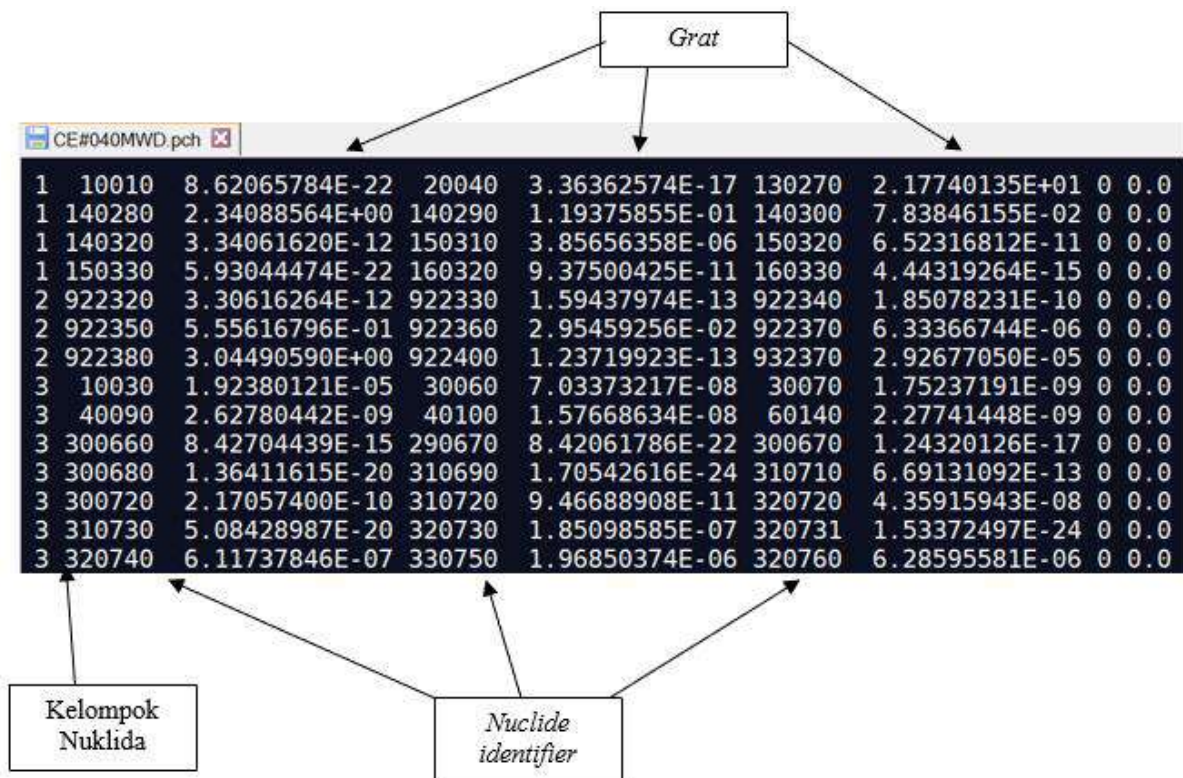 Grat
CE#040MWD.pch
1 10010 8.62065784E-22 20040 3.36362574E-17 130270 2.17740135E+01 0 0.0
1 140280 2.34088564E+00 140290 1.19375855E-01 140300 7.83846155E-02 0 0.0
1 140320 3.34061620E-12 150310 3.85656358E-06 150320 6.52316812E-11 0 0.0
1 150330 5.93044474E-22 160320 9.37500425E-11 160330 4.44319264E-15 0 0.0
2 922320 3.30616264E-12 922330 1.59437974E-13 922340 1.85078231E-10 0 0.0
2 922350 5.55616796E-01 922360 2.95459256E-02 922370 6.33366744E-06 0 0.0
2 922380 3.04490590E+00 922400 1.23719923E-13 932370 2.92677050E-05 0 0.0
3 10030 1.92380121E-05 30060 7.03373217E-08 30070 1.75237191E-09 0 0.0
3 40090 2.62780442E-09 40100 1.57668634E-08 60140 2.27741448E-09 0 0.0
3 300660 8.42704439E-15 290670 8.42061786E-22 300670 1.24320126E-17 0 0.0
3 300680 1.36411615E-20 310690 1.70542616E-24 310710 6.69131092E-13 0 0.0
3 300720 2.17057400E-10 310720 9.46688908E-11 320720 4.35915943E-08 0 0.0
3 310730 5.08428987E-20 320730 1.85098585E-07 320731 1.53372497E-24 0 0.0
3 320740 6.11737846E-07 330750 1.96850374E-06 320760 6.28595581E-06 0 0.0
Kelompok
Nuklida
Nuclide
identifier